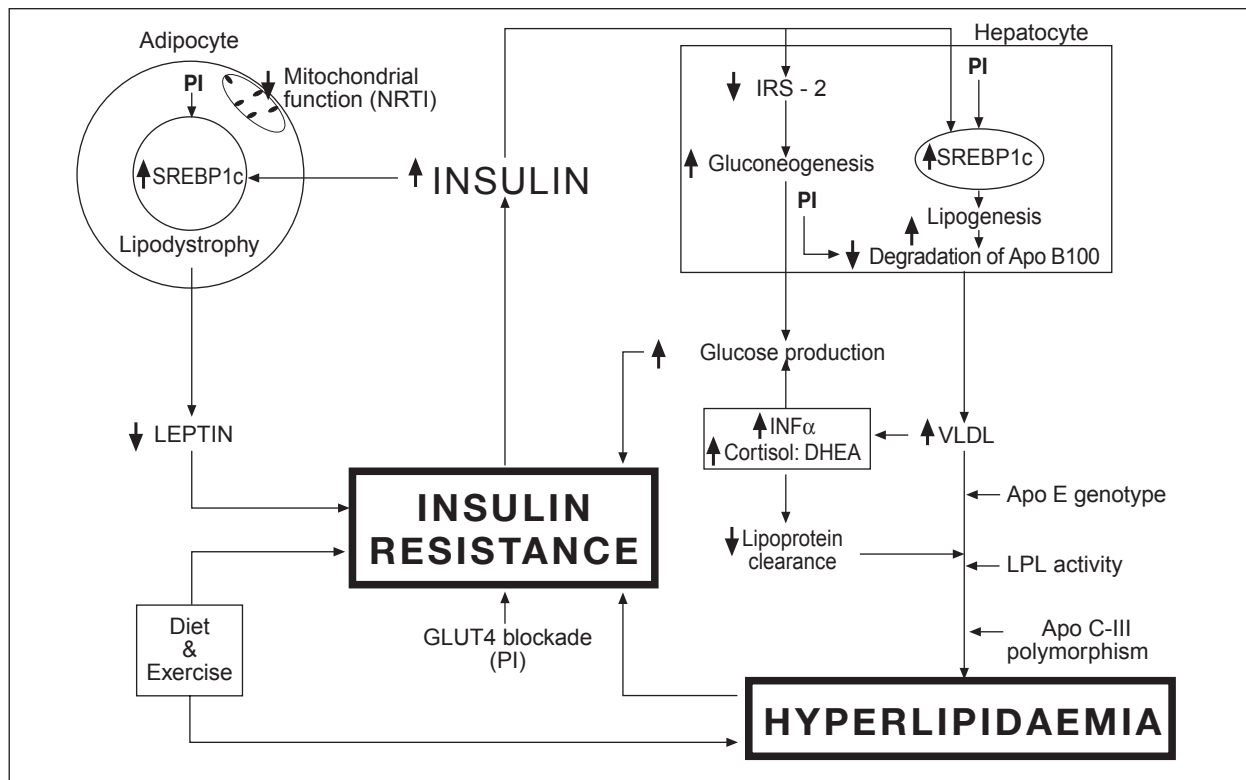 Adipocyte
PI
Mitochondrial
function (NRTI)
SREBP1c
Lipodystrophy
INSULIN
Hepatocyte
IRS - 2
Gluconeogenesis
PI
PI
SREBP1c
Lipogenesis
Degradation of Apo B100
Glucose production
INFα
Cortisol: DHEA
VLDL
LEPTIN
INSULIN
RESISTANCE
Lipoprotein
clearance
Apo E genotype
LPL activity
Apo C-III
polymorphism
GLUT4 blockade
(PI)
Diet
&
Exercise
HYPERLIPIDAEMIA